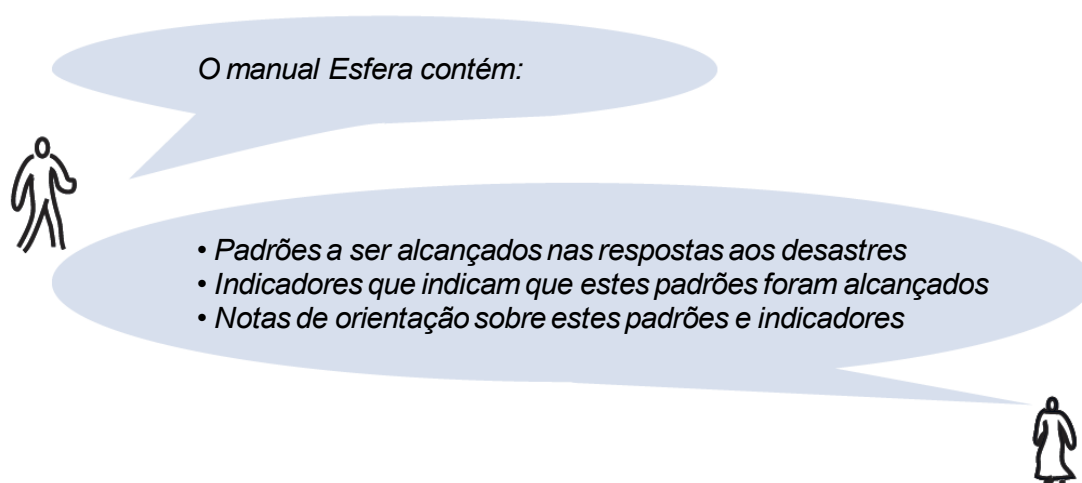 O manual Esfera contém:
• Padrões a ser alcançados nas respostas aos desastres
• Indicadores que indicam que estes padrões foram alcançados
• Notas de orientação sobre estes padrões e indicadores